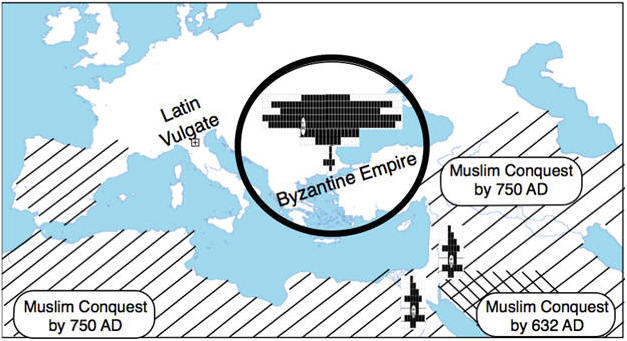 Latin
Vulgate
Byzantine Empire
Muslim Conquest
by 750 AD
Muslim Conquest
by 750 AD
Muslim Conquest
by 632 AD